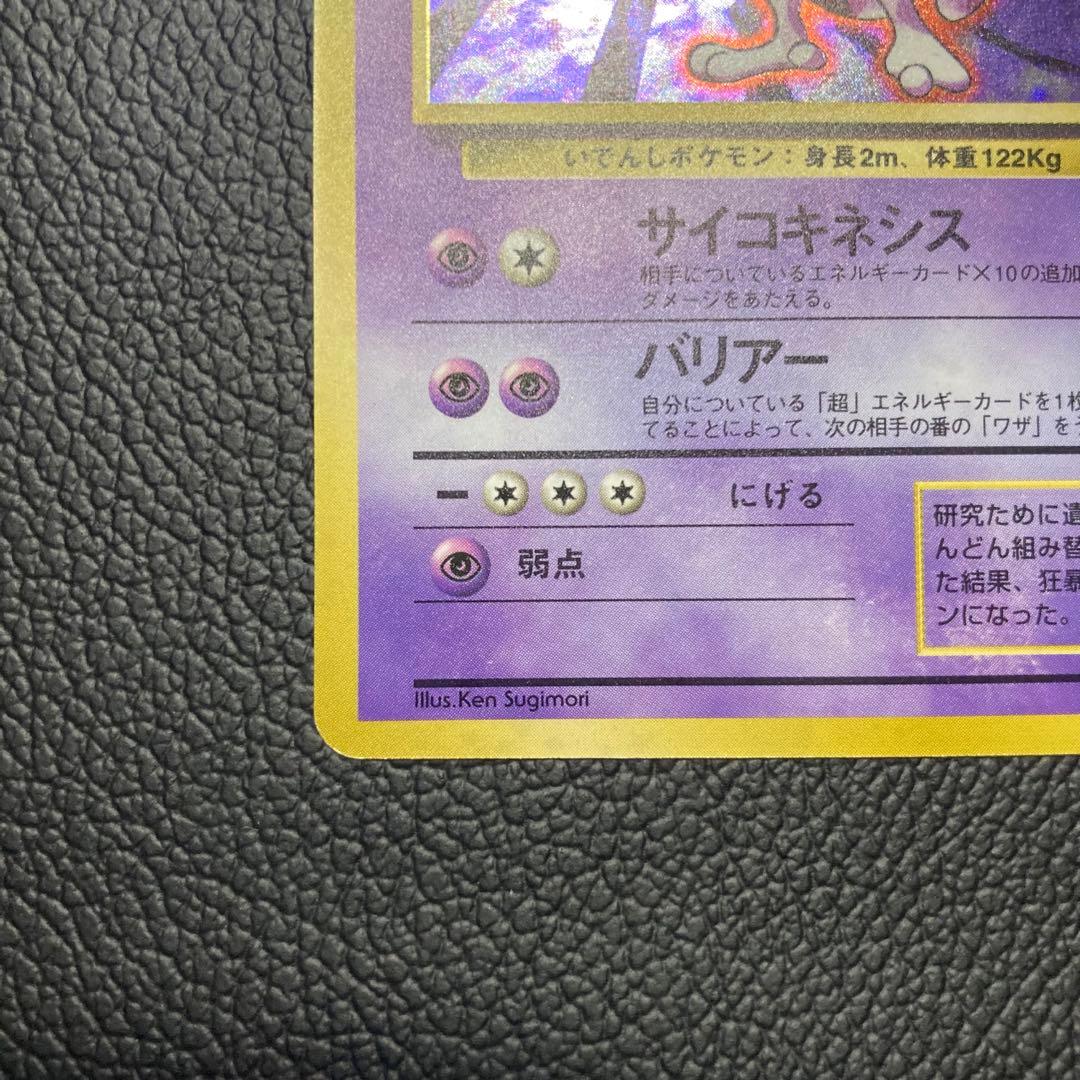 いでんしポケモン：身長2m、体重122Kg
サイコキネシス
相手についているエネルギーカード×10の追加
ダメージをあたえる。
バリアー
自分についている「超」エネルギーカードを1枚
てることによって、次の相手の番の「ワザ」を
ー
にげる
研究ために遺
んどん組み替
た結果、狂暴
ンになった。
弱点
Illus.Ken Sugimori